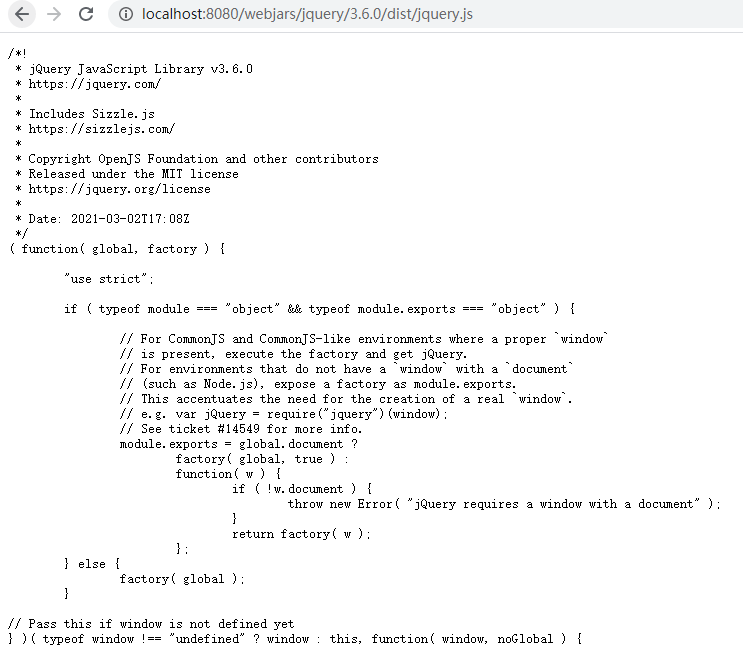 localhost:8080/webjars/jquery/3.6.0/dist/jquery.js
/*!
 * jQuery JavaScript Library v3.6.0
 * https://jquery.com/
 *
 * Includes Sizzle.js
 * https://sizzlejs.com/
 *
 * Copyright OpenJS Foundation and other contributors
 * Released under the MIT license
 * https://jquery.org/license
 *
 * Date: 2021-03-02T17:08Z
 */
( function( global, factory ) {

	"use strict";

	if ( typeof module === "object" && typeof module.exports === "object" ) {

		// For CommonJS and CommonJS-like environments where a proper `window`
		// is present, execute the factory and get jQuery.
		// For environments that do not have a `window` with a `document`
		// (such as Node.js), expose a factory as module.exports.
		// This accentuates the need for the creation of a real `window`.
		// e.g. var jQuery = require("jquery")(window);
		// See ticket #14549 for more info.
		module.exports = global.document ?
			factory( global, true ) :
			function( w ) {
				if ( !w.document ) {
					throw new Error( "jQuery requires a window with a document" );
				}
				return factory( w );
			};
	} else {
		factory( global );
	}

// Pass this if window is not defined yet
} )( typeof window !== "undefined" ? window : this, function( window, noGlobal ) {